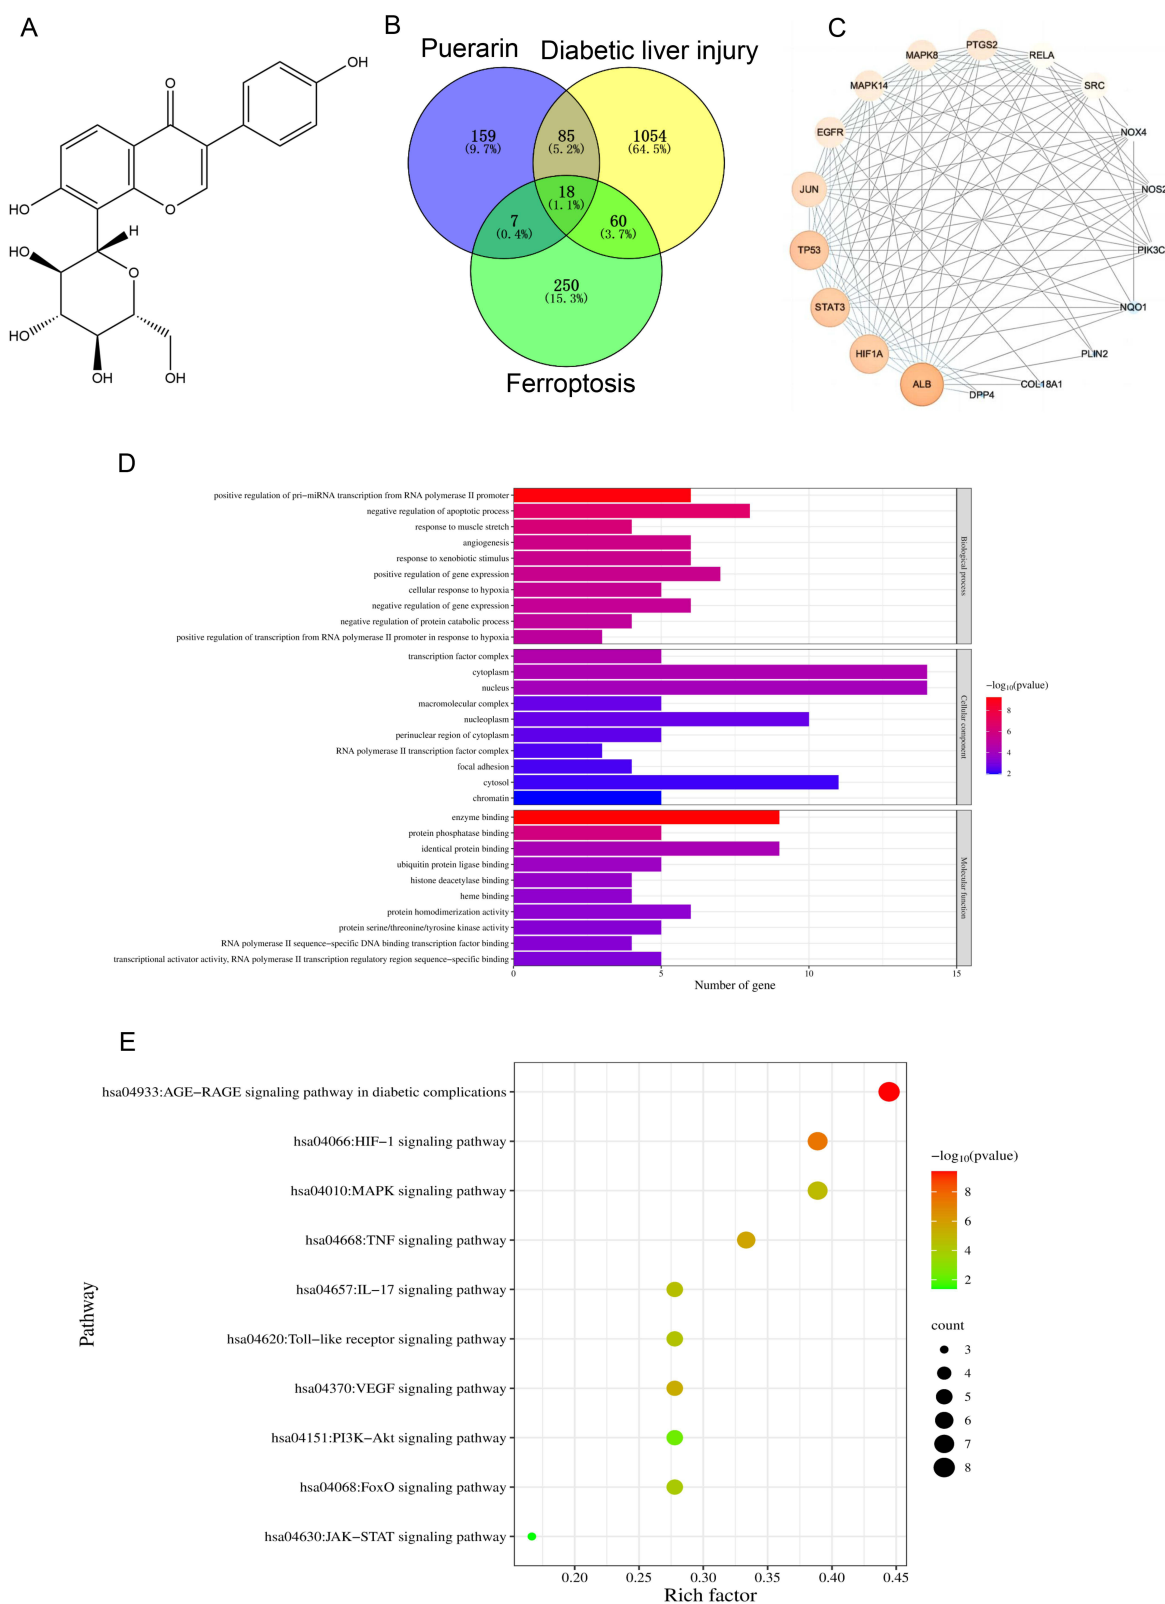 A
OH
O
O
HO
H
HO
O
HO
OH
OH
B
Puerarin
Diabetic liver injury
159
(9.7%)
85
(5.2%)
1054
(64.5%)
18
(1.1%)
7
(0.4%)
60
(3.7%)
250
(15.3%)
Ferroptosis
C
PTGS2
MAPK8
RELA
MAPK14
SRC
EGFR
NOX4
JUN
NOS2
TP53
PIK3C
STAT3
NQO1
HIF1A
PLIN2
ALB
COL18A1
DPP4
D
positive regulation of pri−miRNA transcription from RNA polymerase II promoter
negative regulation of apoptotic process
response to muscle stretch
angiogenesis
response to xenobiotic stimulus
positive regulation of gene expression
cellular response to hypoxia
negative regulation of gene expression
negative regulation of protein catabolic process
positive regulation of transcription from RNA polymerase II promoter in response to hypoxia
Biological process
transcription factor complex
cytoplasm
nucleus
macromolecular complex
nucleoplasm
perinuclear region of cytoplasm
RNA polymerase II transcription factor complex
focal adhesion
cytosol
chromatin
Cellular component
enzyme binding
protein phosphatase binding
identical protein binding
ubiquitin protein ligase binding
histone deacetylase binding
heme binding
protein homodimerization activity
protein serine/threonine/tyrosine kinase activity
RNA polymerase II sequence−specific DNA binding transcription factor binding
transcriptional activator activity, RNA polymerase II transcription regulatory region sequence−specific binding
Molecular function
0 5 10 15
Number of gene
−log10(pvalue)
8
6
4
2
E
Pathway
hsa04933:AGE−RAGE signaling pathway in diabetic complications
hsa04066:HIF−1 signaling pathway
hsa04010:MAPK signaling pathway
hsa04668:TNF signaling pathway
hsa04657:IL−17 signaling pathway
hsa04620:Toll−like receptor signaling pathway
hsa04370:VEGF signaling pathway
hsa04151:PI3K−Akt signaling pathway
hsa04068:FoxO signaling pathway
hsa04630:JAK−STAT signaling pathway
0.20 0.25 0.30 0.35 0.40 0.45
Rich factor
−log10(pvalue)
8
6
4
2
count
3
4
5
6
7
8